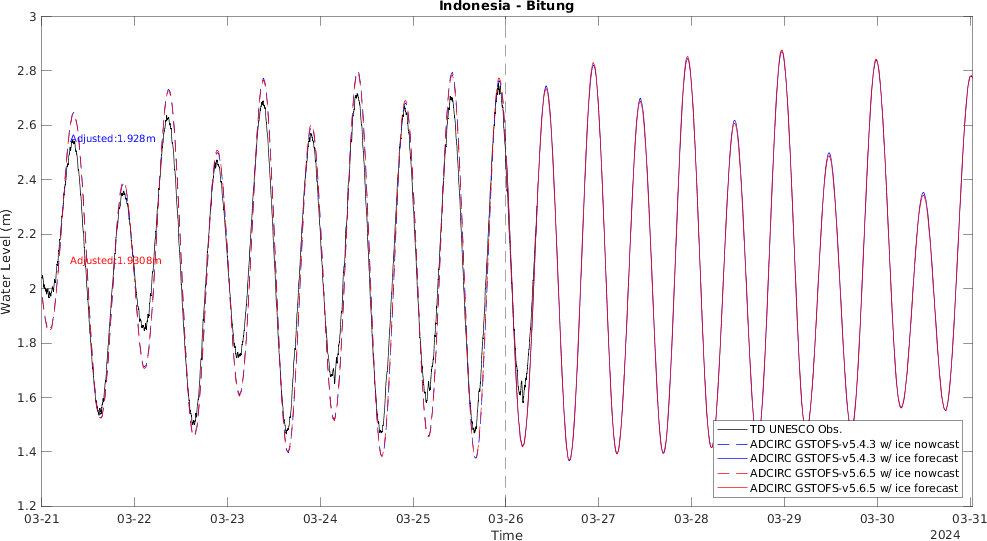 Indonesia - Bitung
3
2.8
2.6
2.4
2.2
2
1.8
1.6
1.4
1.2
Water Level (m)
Adjusted:1.928m
Adjusted:1.9308m
TD UNESCO Obs.
ADCIRC GSTOFS-v5.4.3 w/ ice nowcast
ADCIRC GSTOFS-v5.4.3 w/ ice forecast
ADCIRC GSTOFS-v5.6.5 w/ ice nowcast
ADCIRC GSTOFS-v5.6.5 w/ ice forecast
03-21 03-22 03-23 03-24 03-25 03-26 03-27 03-28 03-29 03-30 03-31
Time
2024